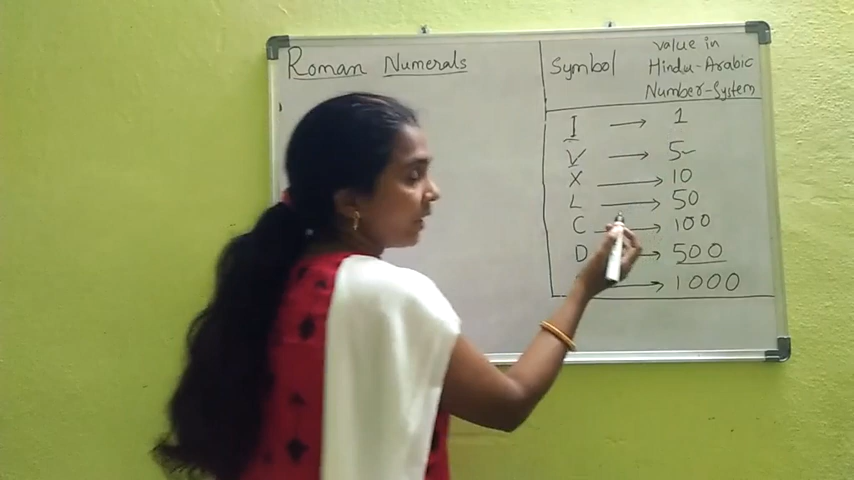 Roman Numerals
Symbol
value in
Hindu-Arabic
Number-System
I → 1
V → 5
X → 10
L → 50
C → 100
D → 500
→ 1000